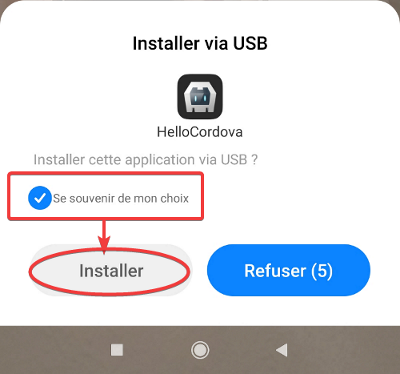 Installer via USB
HelloCordova
Installer cette application via USB ?
Se souvenir de mon choix
Installer
Refuser (5)